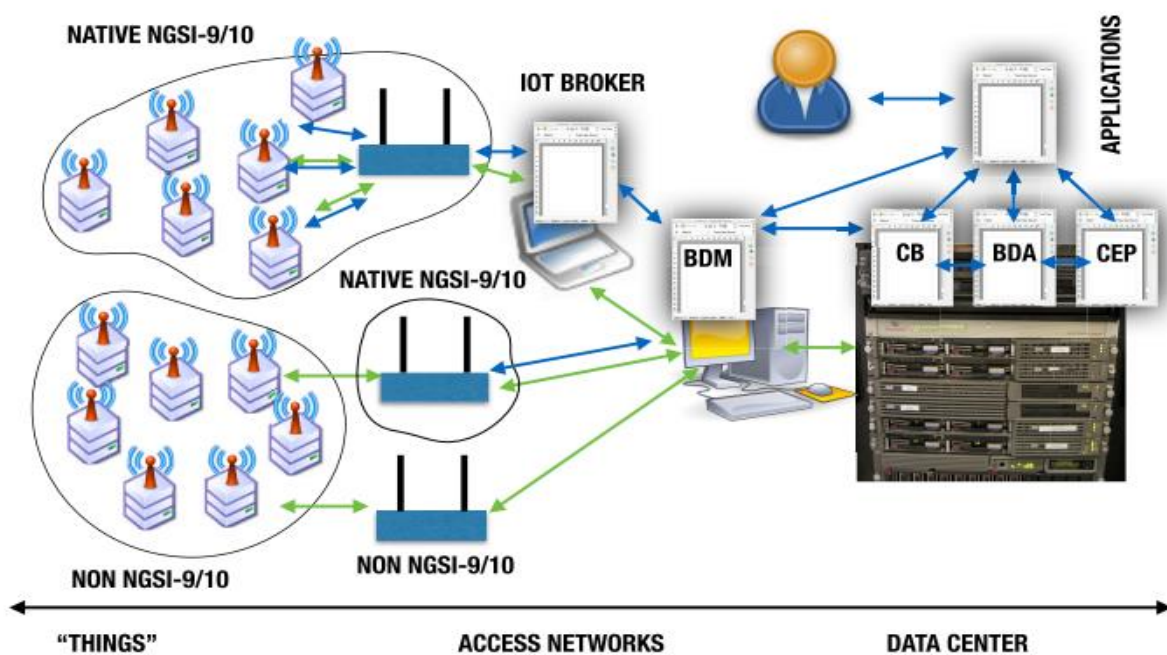 NATIVE NGSI-9/10
IOT BROKER
APPLICATIONS
BDM
CB
BDA
CEP
NATIVE NGSI-9/10
NON NGSI-9/10
NON NGSI-9/10
"THINGS"
ACCESS NETWORKS
DATA CENTER